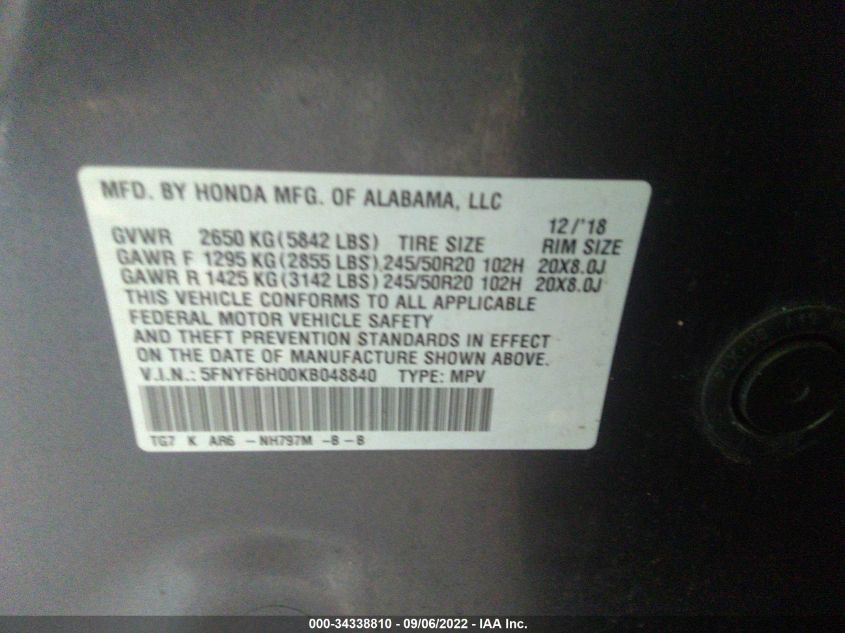 MFD. BY HONDA MFG. OF ALABAMA, LLC
12/'18
GVWR 2650 KG(5842 LBS) TIRE SIZE RIM SIZE
GAWR F 1295 KG(2855 LBS) 245/50R20 102H 20X8.0J
GAWR R 1425 KG(3142 LBS) 245/50R20 102H 20X8.0J
THIS VEHICLE CONFORMS TO ALL APPLICABLE
FEDERAL MOTOR VEHICLE SAFETY
AND THEFT PREVENTION STANDARDS IN EFFECT
ON THE DATE OF MANUFACTURE SHOWN ABOVE.
V.I.N.: 5FNYF6H00KB048840 TYPE: MPV
TG7 K AR6 -NH797M -B -B
000-34338810 - 09/06/2022 - IAA Inc.